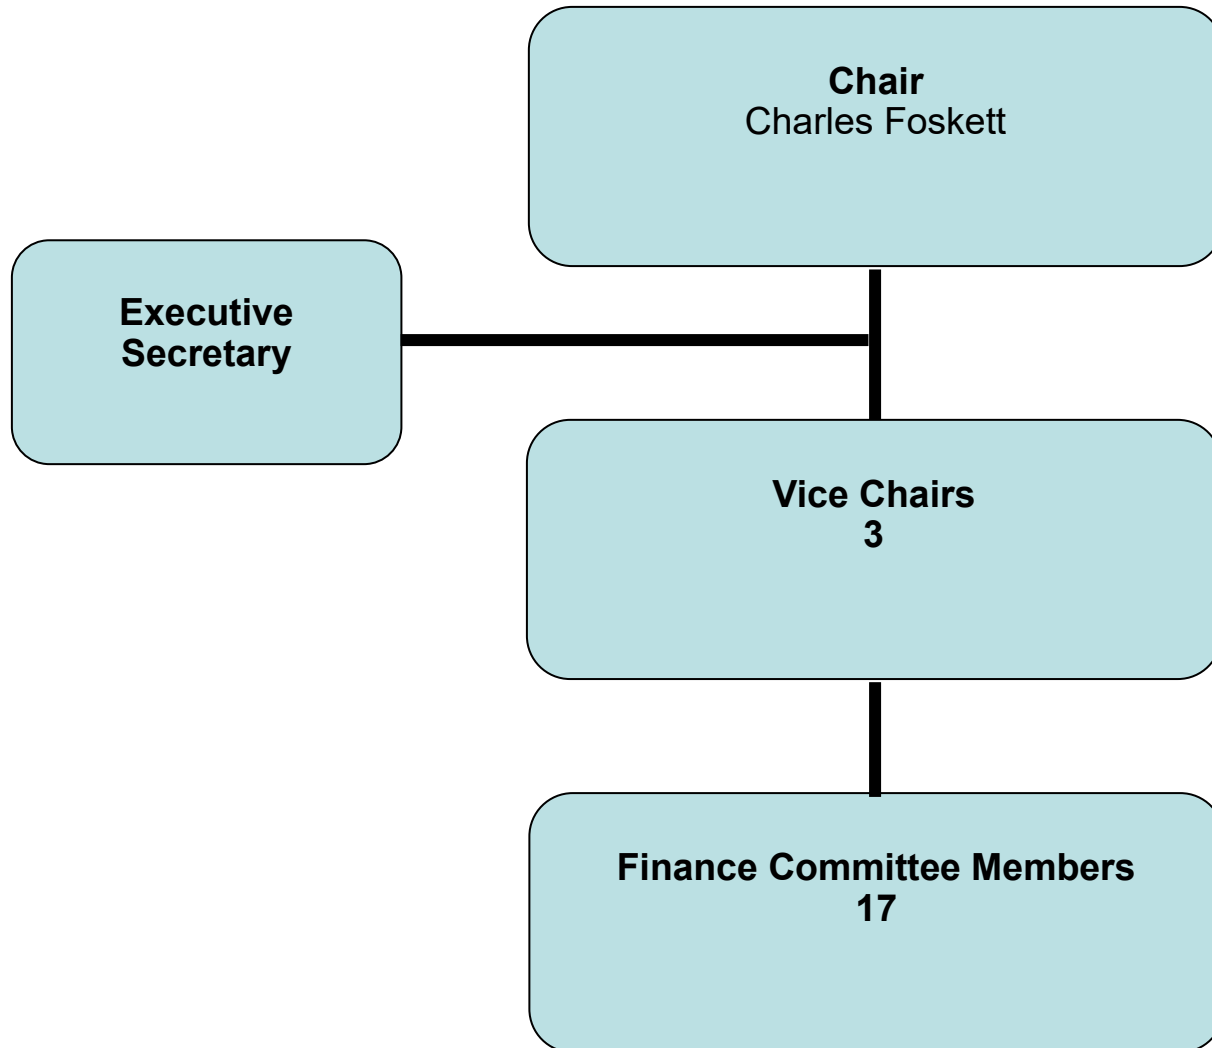 Chair
Charles Foskett
Executive
Secretary
Vice Chairs
3
Finance Committee Members
17